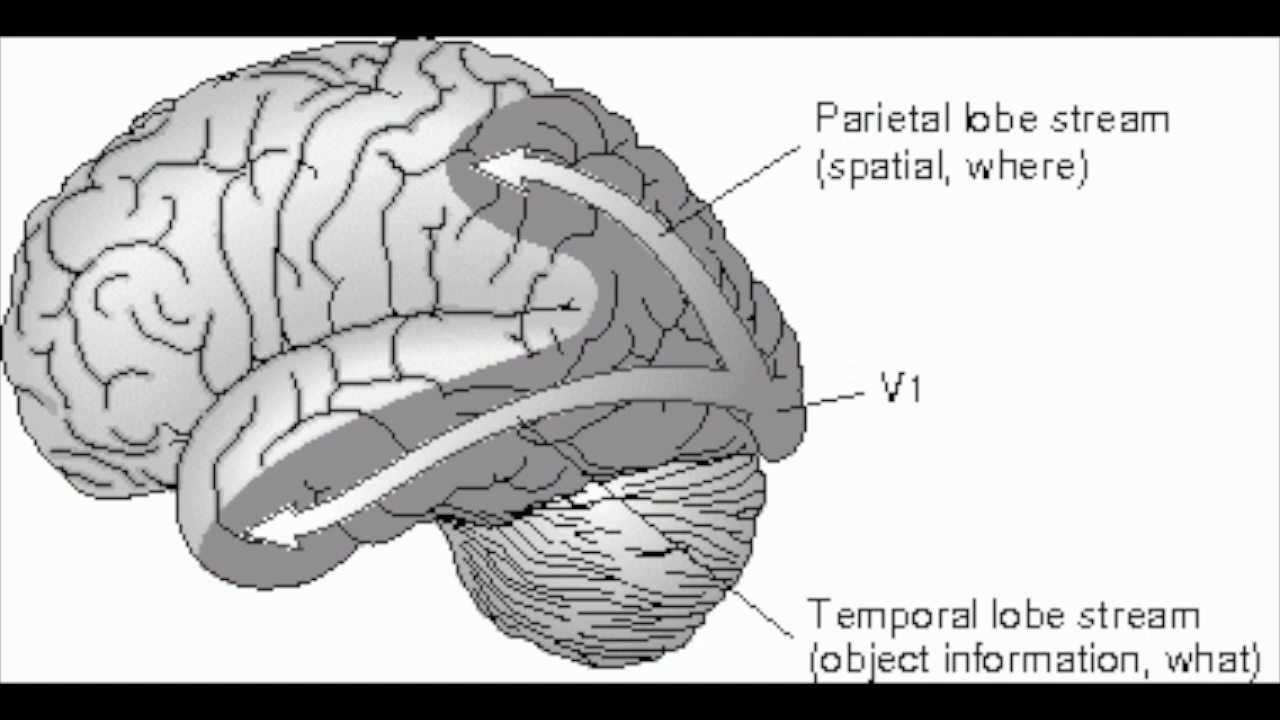 Parietal lobe stream
(spatial, where)
V1
Temporal lobe stream
(object information, what)